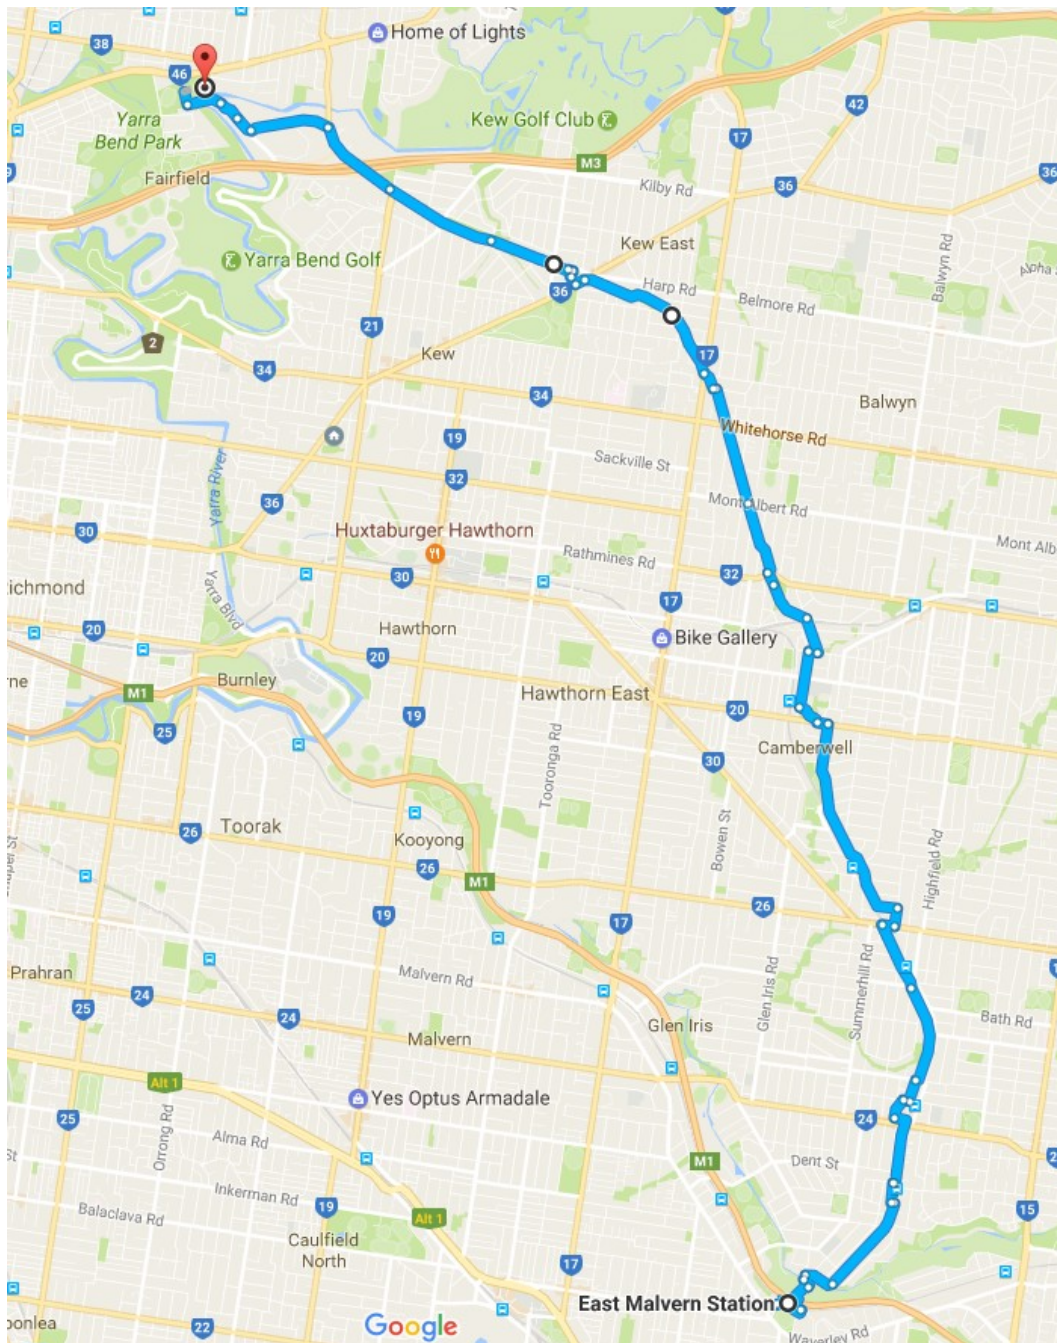 Home of Lights
38
46
Yarra
Bend Park
Kew Golf Club
17
42
M3
Fairfield
Kilby Rd
36
36
Yarra Bend Golf
Kew East
Balwyn Rd
Harp Rd
36
Belmore Rd
21
2
Kew
17
34
34
Balwyn
Whitehorse Rd
19
Sackville St
32
Yarra River
36
Mont Albert Rd
30
Huxtaburger Hawthorn
Rathmines Rd
Mont Alb
30
32
ichmond
Yarra Blvd
17
20
Hawthorn
Bike Gallery
20
rne
Burnley
M1
Hawthorn East
20
25
19
Tooronga Rd
Camberwell
30
Toorak
26
Kooyong
Bowen St
26
M1
Highfield Rd
26
19
17
Prahran
Malvern Rd
Glen Iris Rd
Summerhill Rd
24
25
24
Glen Iris
Bath Rd
Malvern
Alt 1
Yes Optus Armadale
25
24
Orrong Rd
Alma Rd
St
Dent St
M1
Inkerman Rd
19
15
Balaclava Rd
Alt 1
Caulfield
North
17
East Malvern Station
22
Google
Waverley Rd
oonlea